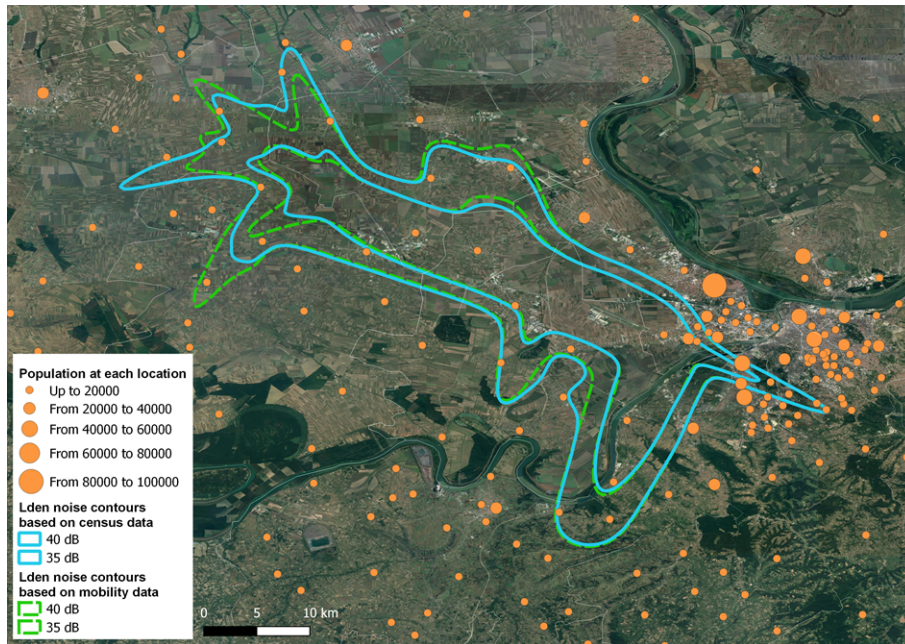 Population at each location
Up to 20000
From 20000 to 40000
From 40000 to 60000
From 60000 to 80000
From 80000 to 100000
Lden noise contours
based on census data
40 dB
35 dB
Lden noise contours
based on mobility data
40 dB
35 dB
0 5 10 km